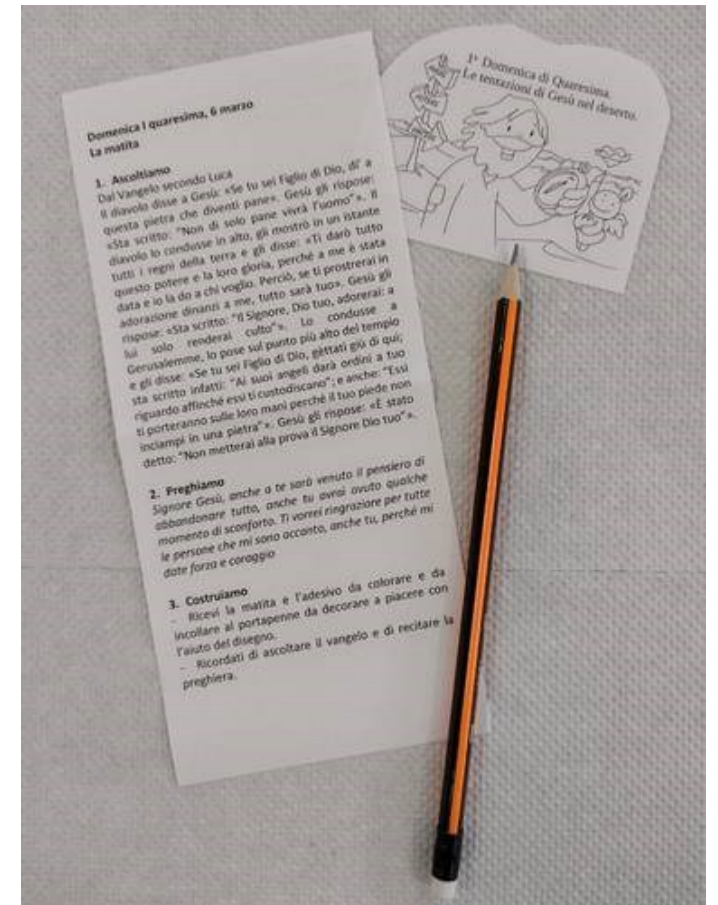 Domenica I quaresima, 6 marzo
La matita
1. Ascoltiamo
Dal Vangelo secondo Luca
Il diavolo disse a Gesù: «Se tu sei Figlio di Dio, di' a
questa pietra che diventi pane». Gesù gli rispose:
«Sta scritto: "Non di solo pane vivrà l'uomo"». Il
diavolo lo condusse in alto, gli mostrò in un istante
tutti i regni della terra e gli disse: «Ti darò tutto
questo potere e la loro gloria, perché a me è stata
data e io la do a chi voglio. Perciò, se ti prostrerai in
adorazione dinanzi a me, tutto sarà tuo». Gesù gli
rispose: «Sta scritto: "Il Signore, Dio tuo, adorerai: a
lui solo renderai culto"». Lo condusse a
Gerusalemme, lo pose sul punto più alto del tempio
e gli disse: «Se tu sei Figlio di Dio, gèttati giù di qui;
sta scritto infatti: "Ai suoi angeli darà ordini a tuo
riguardo affinché essi ti custodiscano"; e anche: "Essi
ti porteranno sulle loro mani perché il tuo piede non
inciampi in una pietra"». Gesù gli rispose: «È stato
detto: "Non metterai alla prova il Signore Dio tuo"».
2. Preghiamo
Signore Gesù, anche a te sarà venuto il pensiero di
abbandonare tutto, anche tu avrai avuto qualche
momento di sconforto. Ti vorrei ringraziare per tutte
le persone che mi sono accanto, anche tu, perché mi
date forza e coraggio
3. Costruiamo
- Ricevi la matita e l'adesivo da colorare e da
incollare al portapenne da decorare a piacere con
l'aiuto del disegno.
- Ricordati di ascoltare il vangelo e di recitare la
preghiera.
1ª Domenica di Quaresima.
Le tentazioni di Gesù nel deserto.